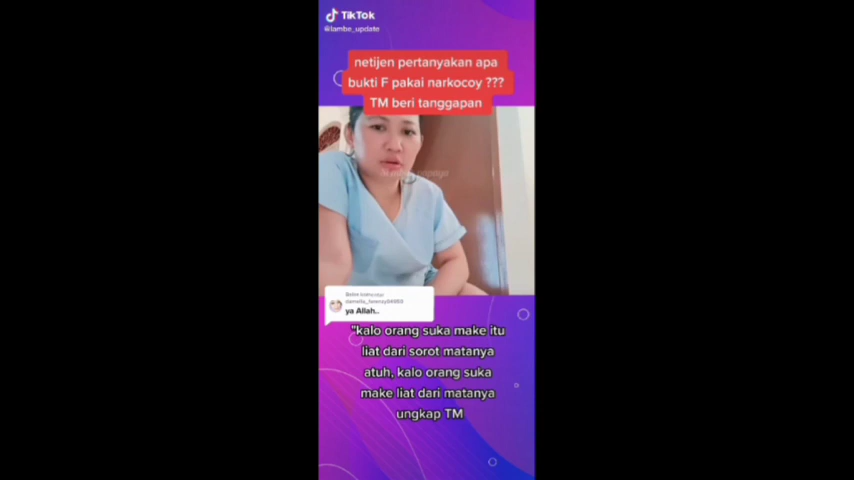 TikTok
@lambe_update
netijen pertanyakan apa
bukti F pakai narkocoy ???
TM beri tanggapan
ya Allah..
"kalo orang suka make itu
liat dari sorot matanya
atuh, kalo orang suka
make liat dari matanya
ungkap TM